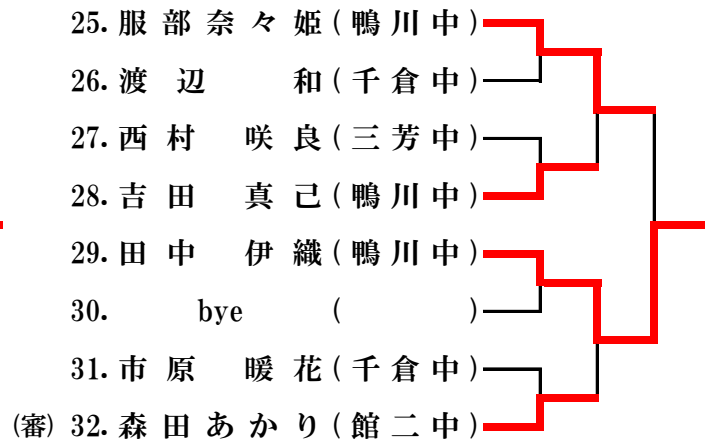 25. 服部奈々姫(鴨川中)
26. 渡辺 和(千倉中)
27. 西村 咲良(三芳中)
28. 吉田 真己(鴨川中)
29. 田中 伊織(鴨川中)
30. bye ( )
31. 市原 暖花(千倉中)
(審) 32. 森田あかり(館二中)